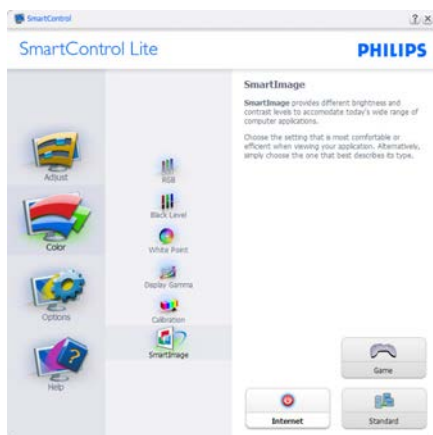 SmartControl
SmartControl Lite
PHILIPS
Adjust
Color
Options
Help
RGB
Black Level
White Point
Display Gamma
Calibration
SmartImage
SmartImage
SmartImage provides different brightness and
contrast levels to accomodate today's wide range of
computer applications.
Choose the setting that is most comfortable or
efficient when viewing your application. Alternatively,
simply choose the one that best describes its type.
Game
Internet
Standard